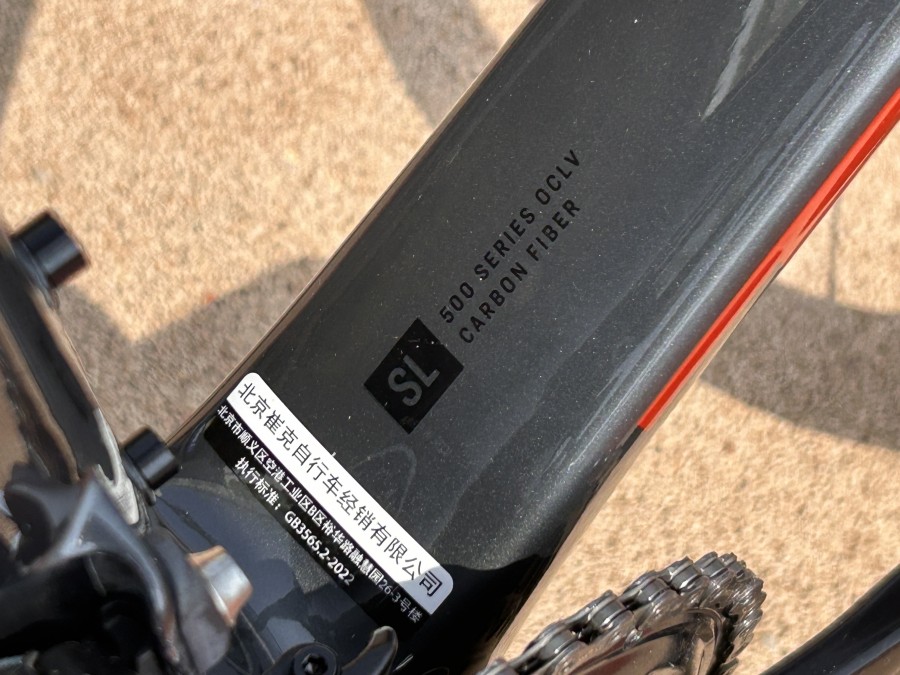 500 SERIES OCLV
CARBON FIBER
SL
北京崔克自行车经销有限公司
北京市顺义区空港工业区B区裕华路融慧园26-3号楼
执行标准：GB3565.2-2022